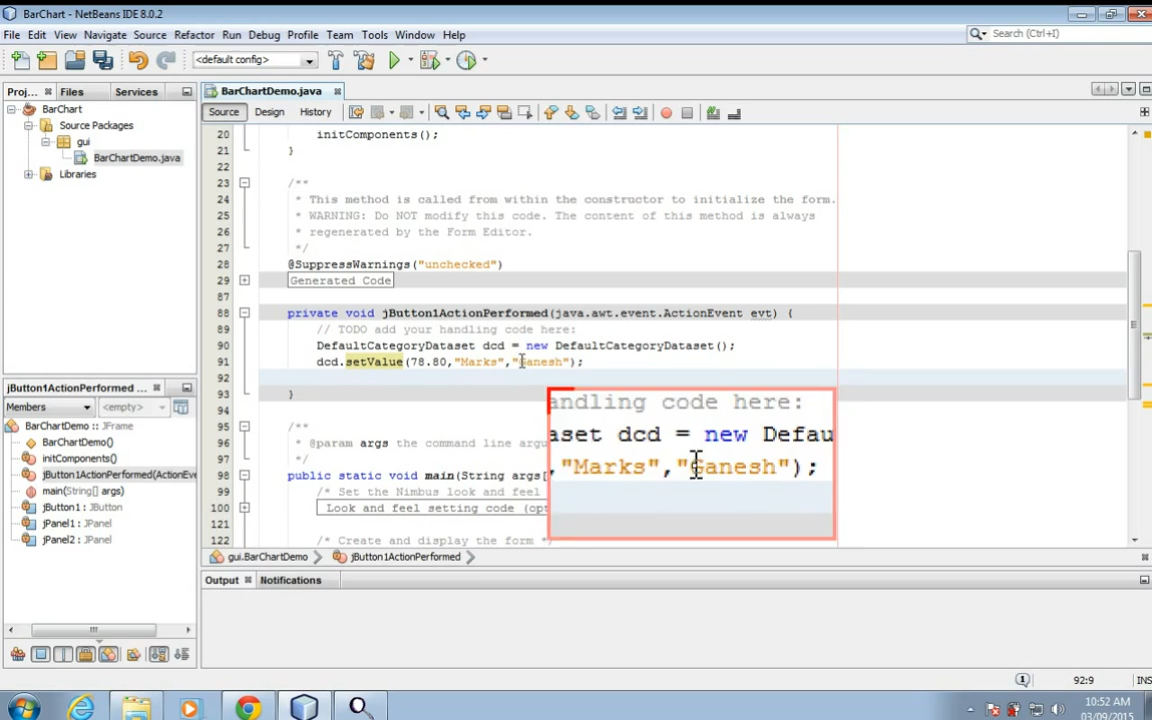 BarChart - NetBeans IDE 8.0.2
File Edit View Navigate Source Refactor Run Debug Profile Team Tools Window Help
Search (Ctrl+I)
<default config>
Proj... Files Services
BarChart
Source Packages
gui
BarChartDemo.java
Libraries
BarChartDemo.java
Source Design History
20 initComponents();
21 }
22
23 /**
24 * This method is called from within the constructor to initialize the form.
25 * WARNING: Do NOT modify this code. The content of this method is always
26 * regenerated by the Form Editor.
27 */
28 @SuppressWarnings("unchecked")
29 Generated Code
87
88 private void jButton1ActionPerformed(java.awt.event.ActionEvent evt) {
89 // TODO add your handling code here:
90 DefaultCategoryDataset dcd = new DefaultCategoryDataset();
91 dcd.setValue(78.80,"Marks","Ganesh");
92
93 }
94
95 /**
96 * @param args the command line argu
97 */
98 public static void main(String args[
99 /* Set the Nimbus look and feel
100 Look and feel setting code (opt
121
122 /* Create and display the form */
andling code here:
aset dcd = new Defau
,"Marks","Ganesh");
jButton1ActionPerformed ...
Members <empty>
BarChartDemo :: JFrame
BarChartDemo()
initComponents()
jButton1ActionPerformed(ActionEve
main(String[] args)
jButton1 : JButton
jPanel1 : JPanel
jPanel2 : JPanel
gui.BarChartDemo jButton1ActionPerformed
Output Notifications
1 92:9 INS
10:52 AM
03/09/2015